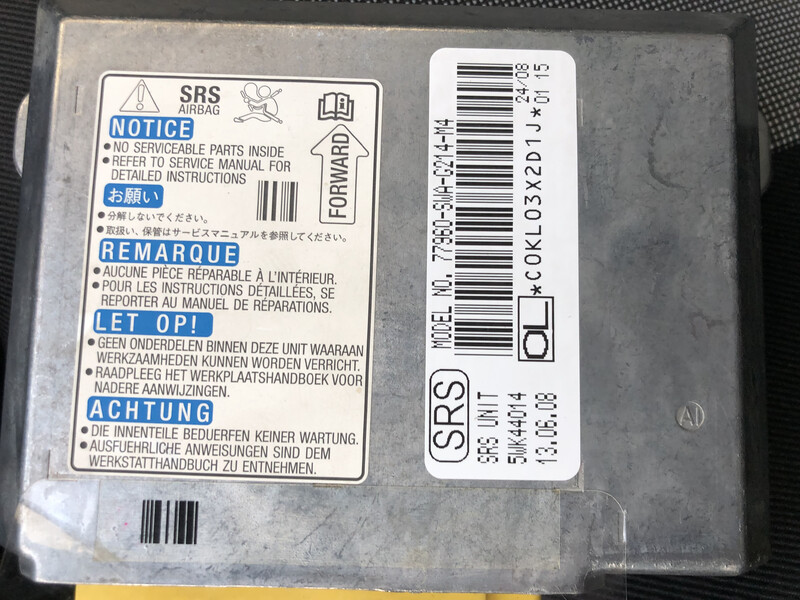 SRS
AIRBAG
NOTICE
● NO SERVICEABLE PARTS INSIDE
● REFER TO SERVICE MANUAL FOR
DETAILED INSTRUCTIONS
FORWARD
お願い
● 分解しないでください。
● 取扱い、保管はサービスマニュアルを参照してください。
REMARQUE
● AUCUNE PIÈCE RÉPARABLE À L'INTÉRIEUR.
● POUR LES INSTRUCTIONS DÉTAILLÉES, SE
REPORTER AU MANUEL DE RÉPARATIONS.
LET OP!
● GEEN ONDERDELEN BINNEN DEZE UNIT WAARAAN
WERKZAAMHEDEN KUNNEN WORDEN VERRICHT.
● RAADPLEEG HET WERKPLAATSHANDBOEK VOOR
NADERE AANWIJZINGEN.
ACHTUNG
● DIE INNENTEILE BEDUERFEN KEINER WARTUNG.
● AUSFUEHRLICHE ANWEISUNGEN SIND DEM
WERKSTATTHANDBUCH ZU ENTNEHMEN.
SRS
MODEL NO. 77960-SWA-G214-M4
SRS UNIT
5WK44014
13.06.08
OL
*COKL03X2D1J*
24/08
01 15